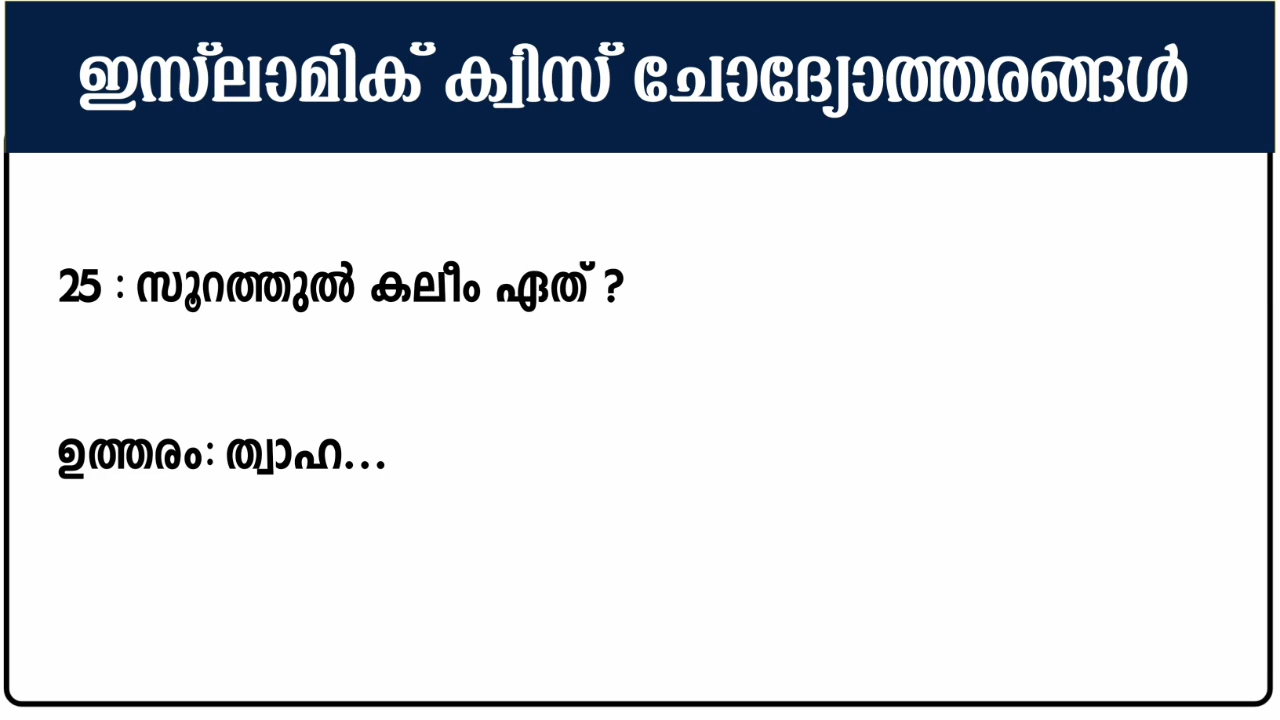 ഇസ്‌ലാമിക് ക്വിസ് ചോദ്യോത്തരങ്ങൾ
25 : സൂറത്തുൽ കലീം ഏത് ?
ഉത്തരം: ത്വാഹ...